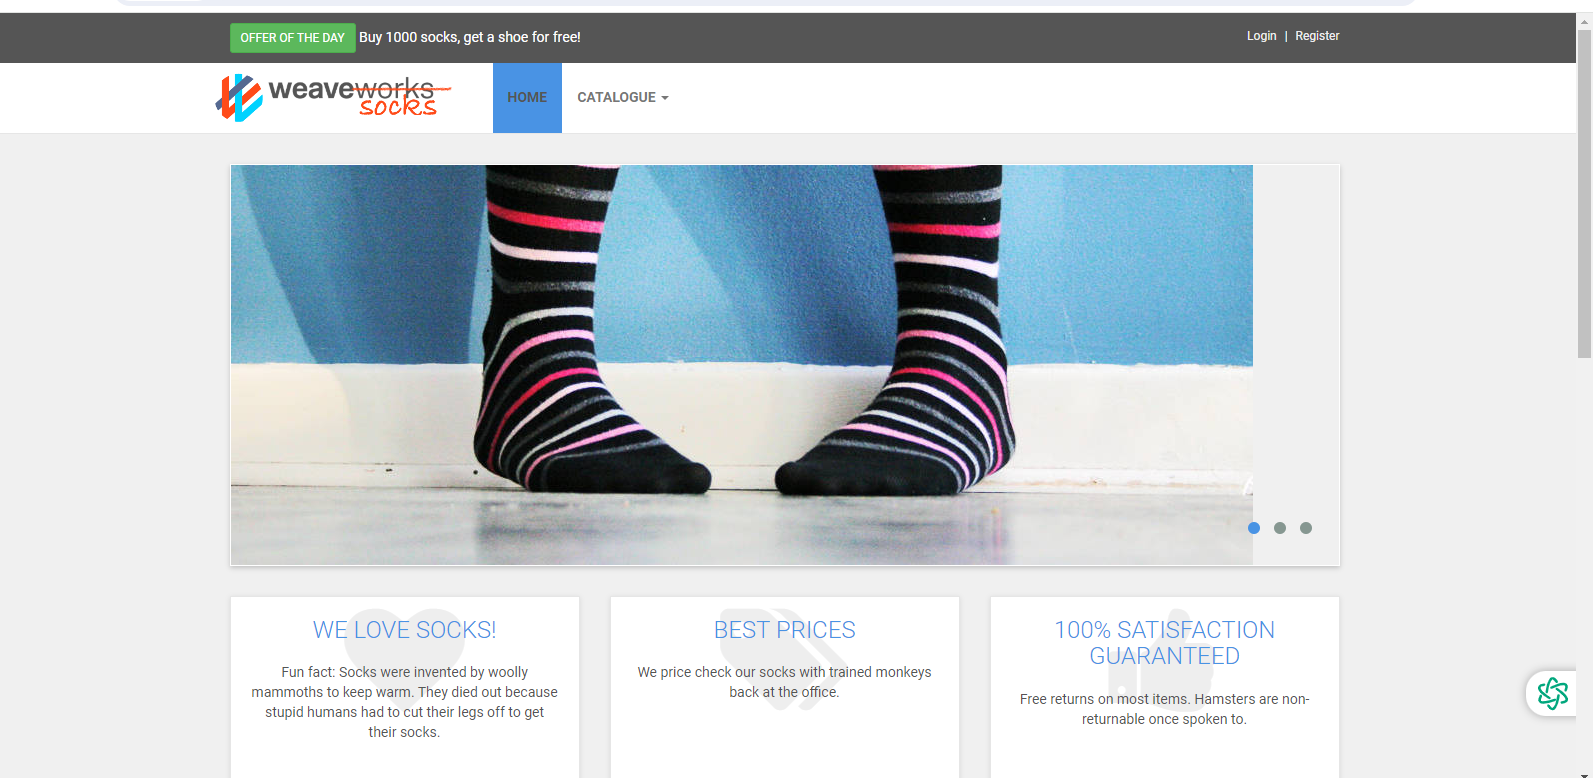 OFFER OF THE DAY Buy 1000 socks, get a shoe for free!
Login | Register
weaveworks
socks
HOME CATALOGUE
WE LOVE SOCKS!
Fun fact: Socks were invented by woolly
mammoths to keep warm. They died out because
stupid humans had to cut their legs off to get
their socks.
BEST PRICES
We price check our socks with trained monkeys
back at the office.
100% SATISFACTION
GUARANTEED
Free returns on most items. Hamsters are non-
returnable once spoken to.